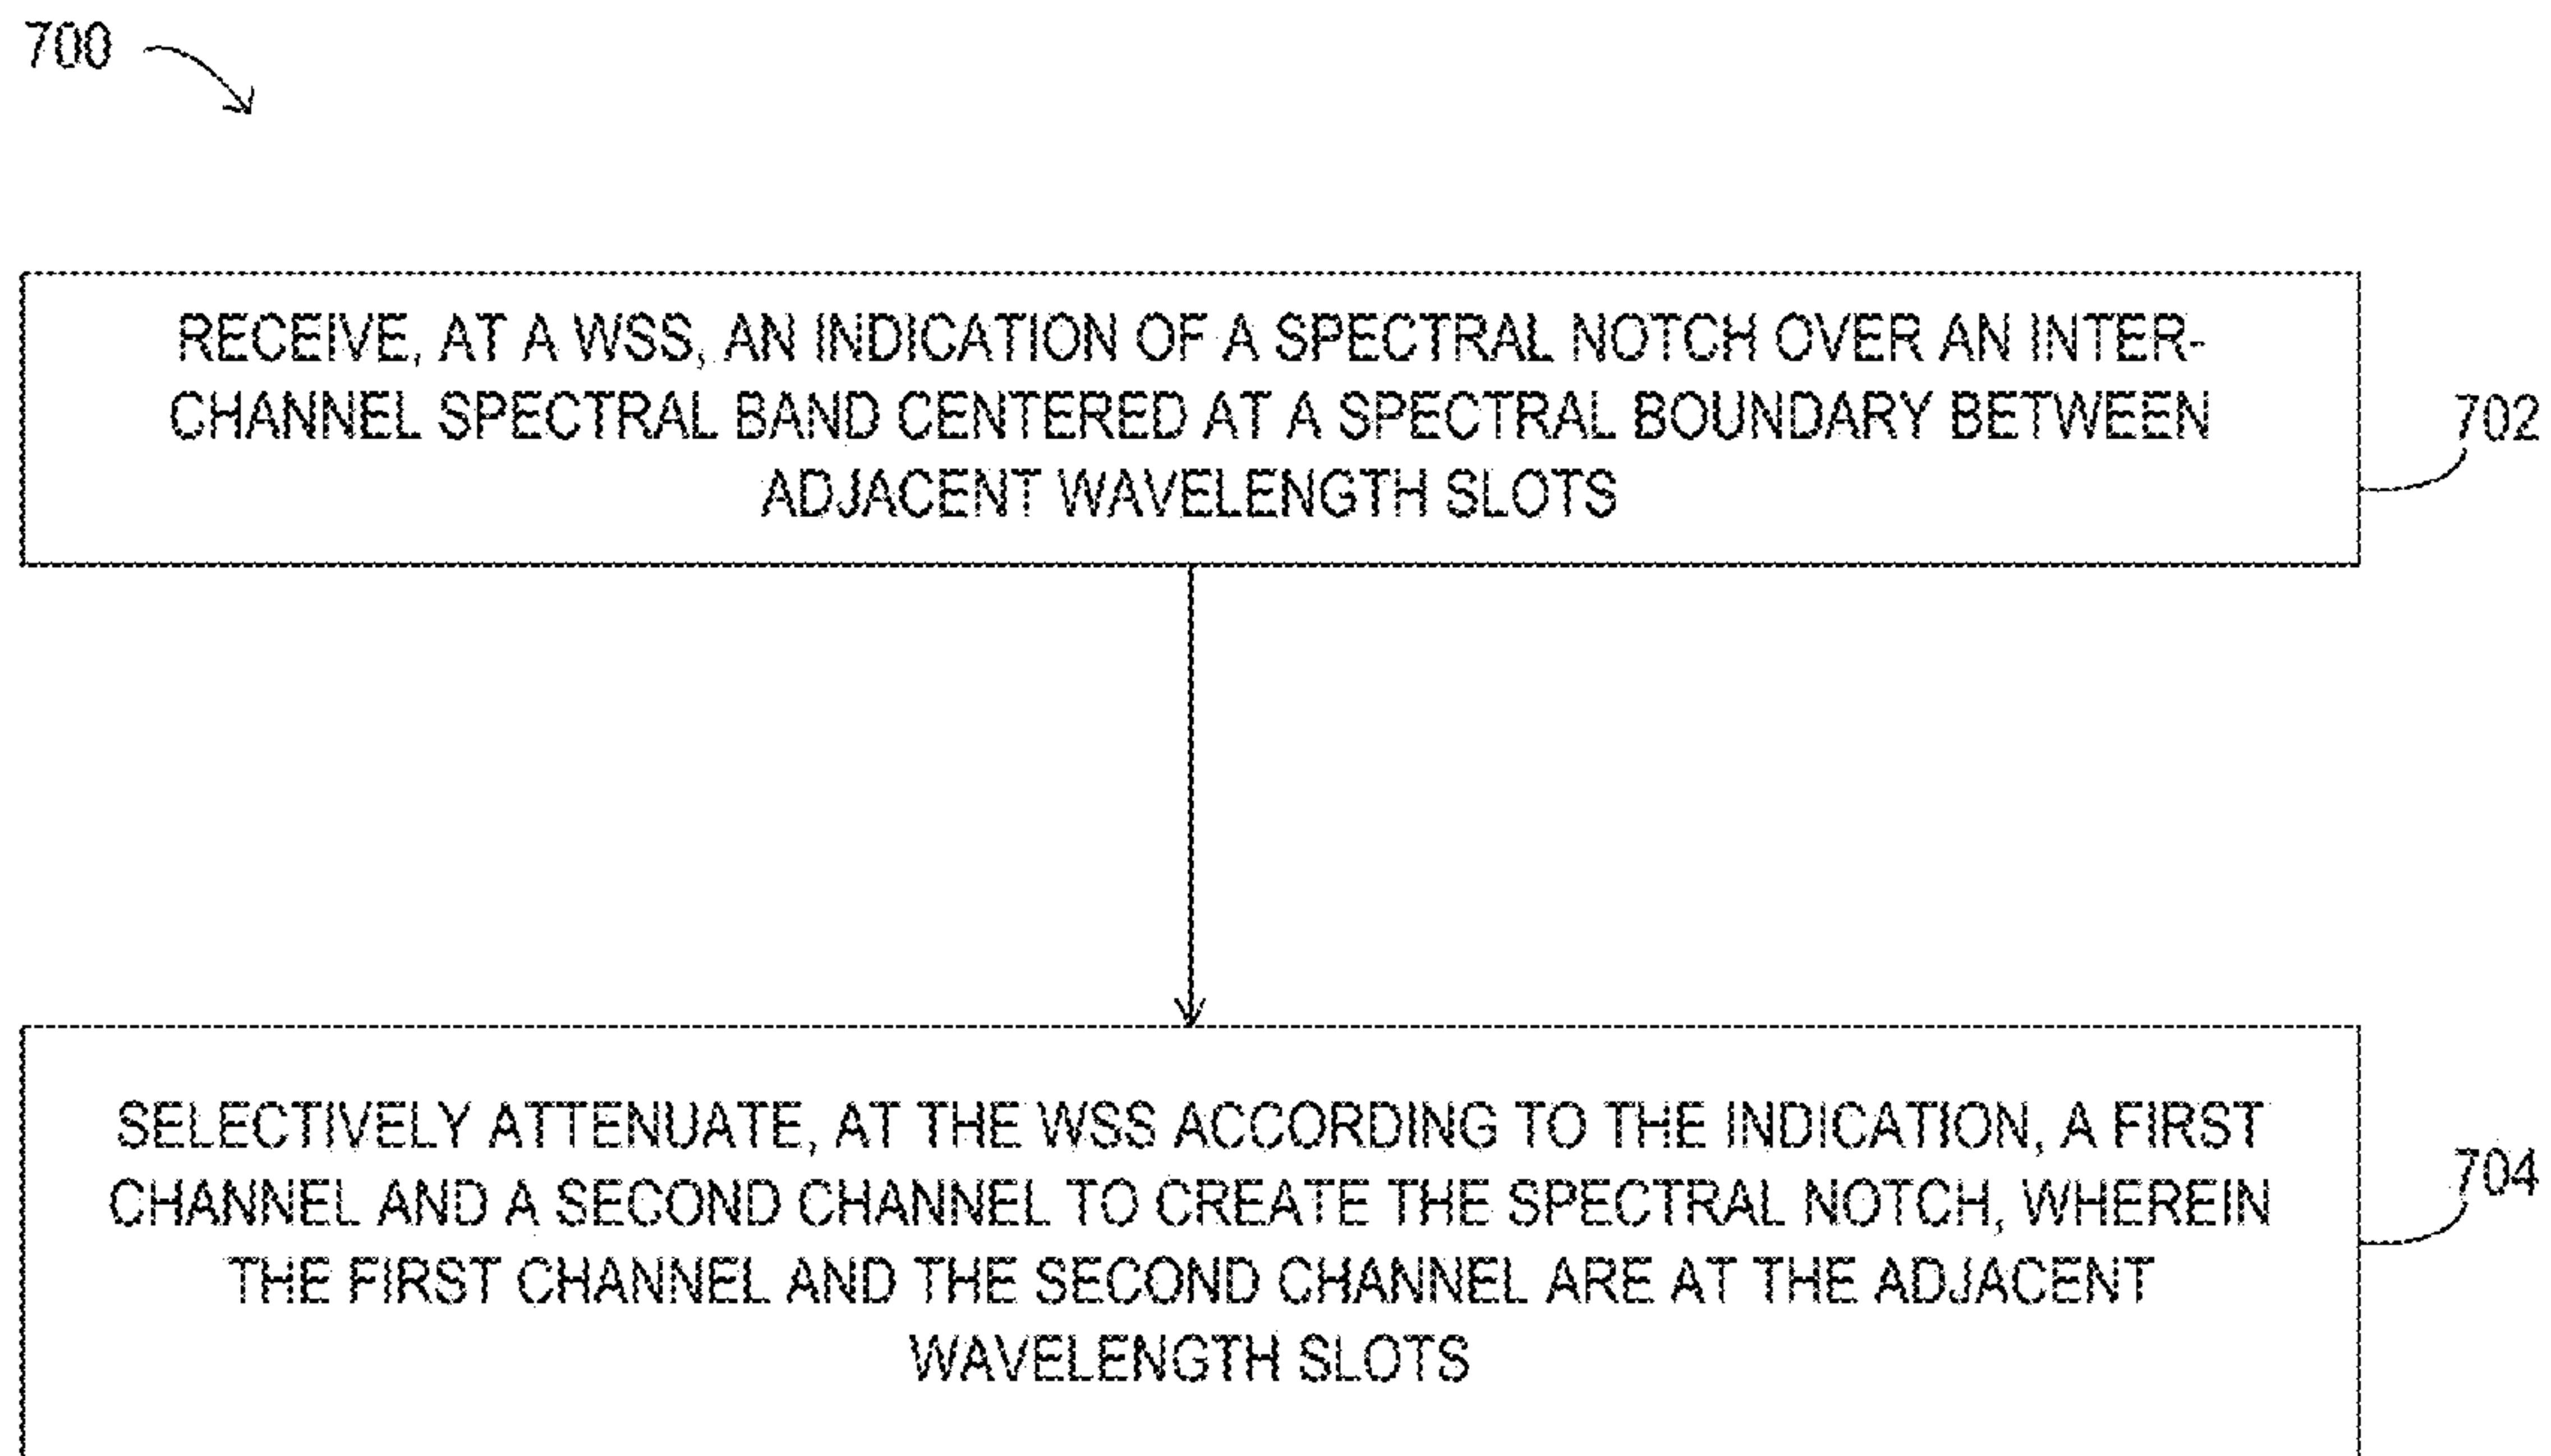 700
RECEIVE, AT A WSS, AN INDICATION OF A SPECTRAL NOTCH OVER AN INTER-
CHANNEL SPECTRAL BAND CENTERED AT A SPECTRAL BOUNDARY BETWEEN
ADJACENT WAVELENGTH SLOTS
702
SELECTIVELY ATTENUATE, AT THE WSS ACCORDING TO THE INDICATION, A FIRST
CHANNEL AND A SECOND CHANNEL TO CREATE THE SPECTRAL NOTCH, WHEREIN
THE FIRST CHANNEL AND THE SECOND CHANNEL ARE AT THE ADJACENT
WAVELENGTH SLOTS
704